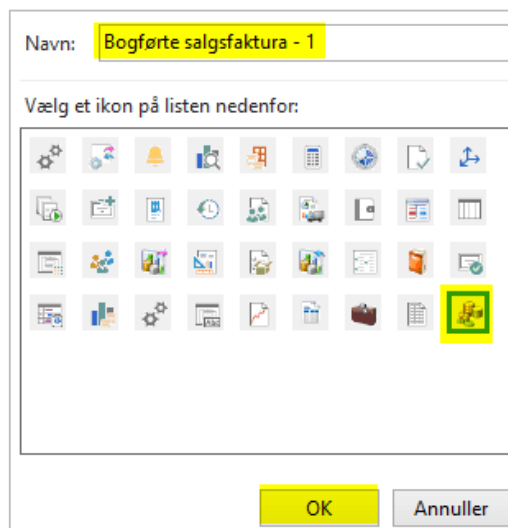 Navn: Bogførte salgsfaktura - 1
Vælg et ikon på listen nedenfor:
OK Annuller